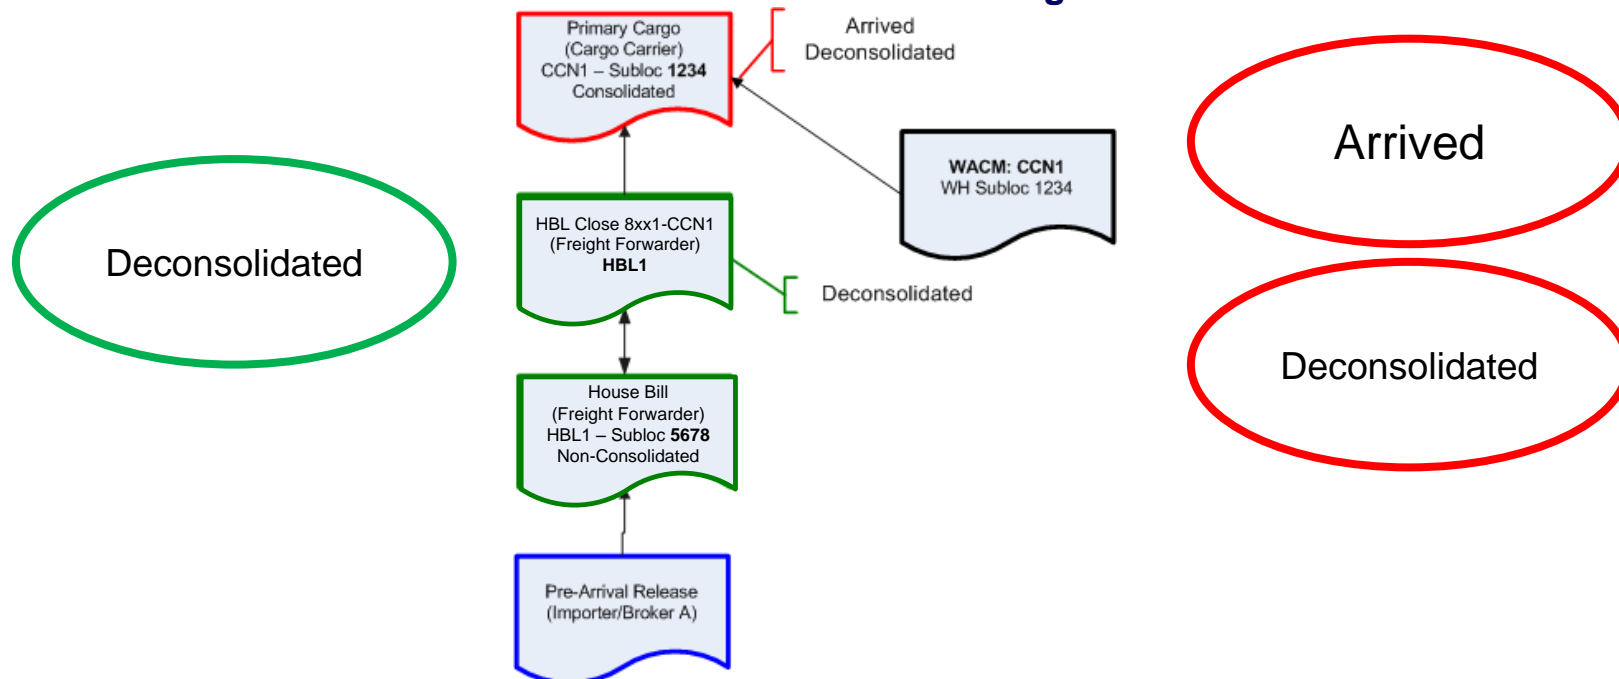 Primary Cargo
(Cargo Carrier)
CCN1 – Subloc 1234
Consolidated
Arrived
Deconsolidated
Arrived
WACM: CCN1
WH Subloc 1234
HBL Close 8xx1-CCN1
(Freight Forwarder)
HBL1
Deconsolidated
Deconsolidated
Deconsolidated
House Bill
(Freight Forwarder)
HBL1 – Subloc 5678
Non-Consolidated
Pre-Arrival Release
(Importer/Broker A)